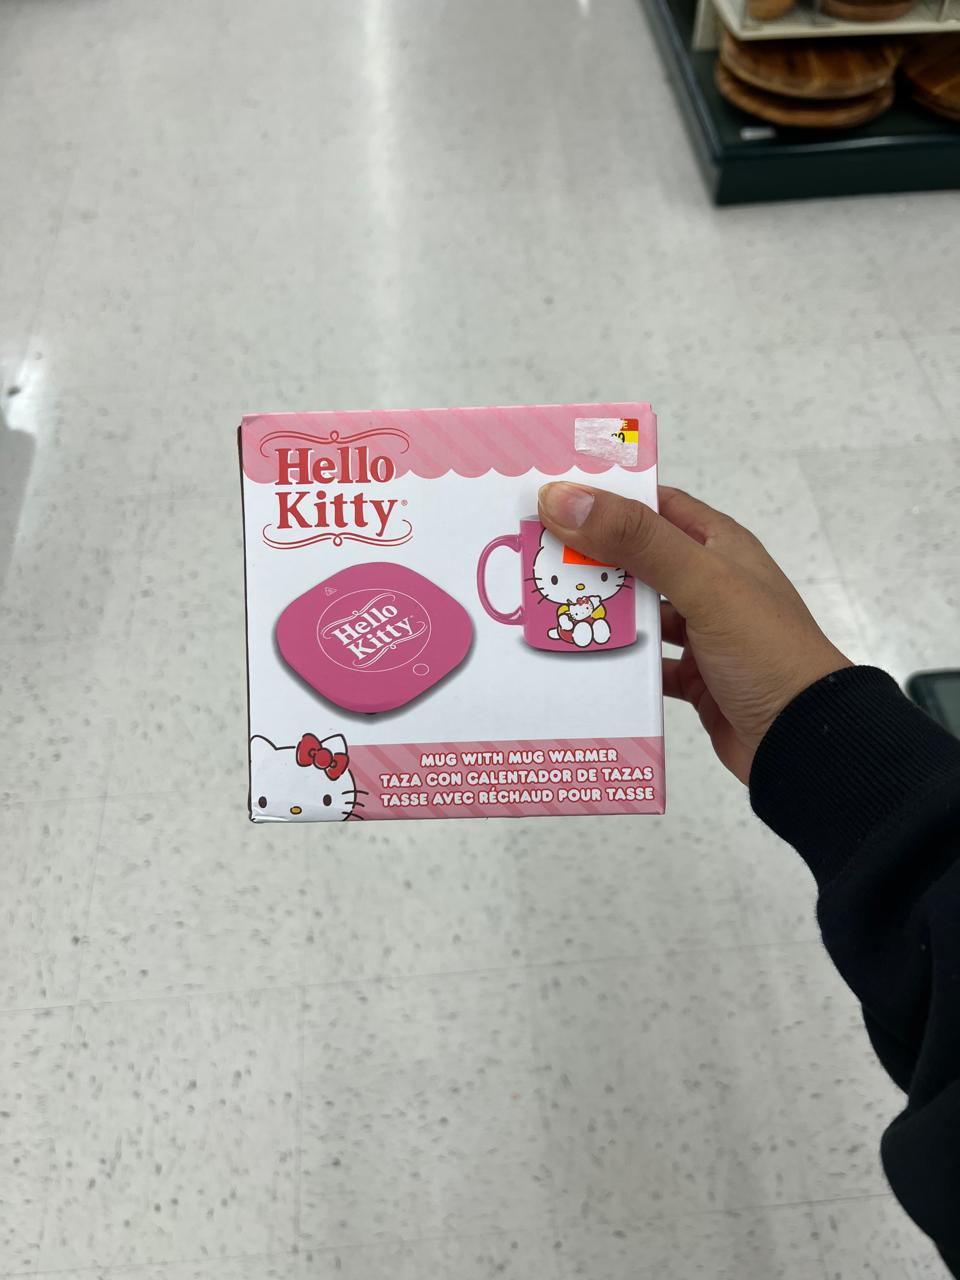 Hello
Kitty®
Hello
Kitty
MUG WITH MUG WARMER
TAZA CON CALENTADOR DE TAZAS
TASSE AVEC RÉCHAUD POUR TASSE